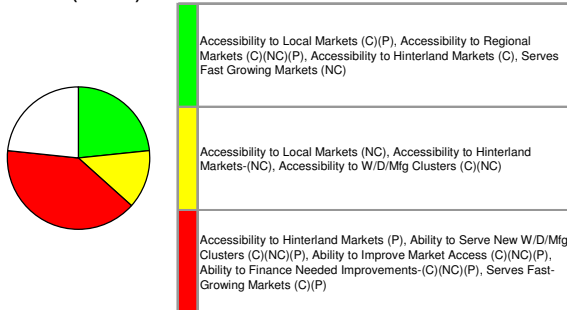 Accessibility to Local Markets (C)(P), Accessibility to Regional
Markets (C)(NC)(P), Accessibility to Hinterland Markets (C), Serves
Fast Growing Markets (NC)
Accessibility to Local Markets (NC), Accessibility to Hinterland
Markets-(NC), Accessibility to W/D/Mfg Clusters (C)(NC)
Accessibility to Hinterland Markets (P), Ability to Serve New W/D/Mfg
Clusters (C)(NC)(P), Ability to Improve Market Access (C)(NC)(P),
Ability to Finance Needed Improvements-(C)(NC)(P), Serves Fast-
Growing Markets (C)(P)